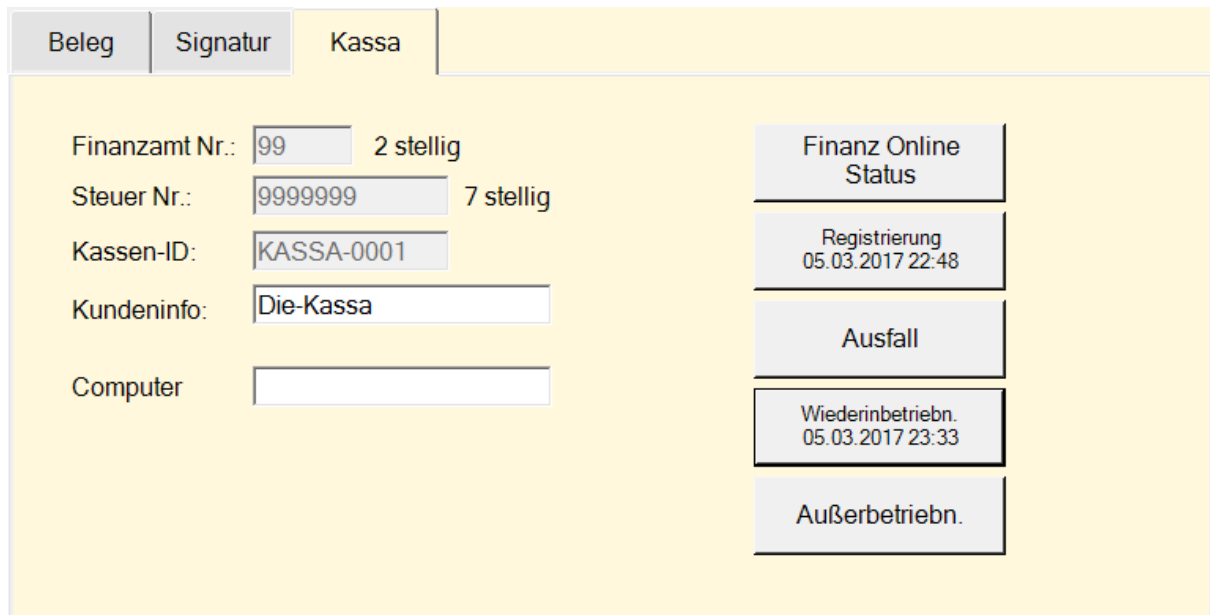 Beleg Signatur Kassa
Finanzamt Nr.: 99 2 stellig
Steuer Nr.: 9999999 7 stellig
Kassen-ID: KASSA-0001
Kundeninfo: Die-Kassa
Computer
Finanz Online
Status
Registrierung
05.03.2017 22:48
Ausfall
Wiederinbetriebn.
05.03.2017 23:33
Außerbetriebn.